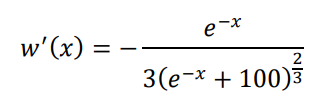 w′(x) = − e^{−x} / 3(e^{−x} + 100)^{2/3}